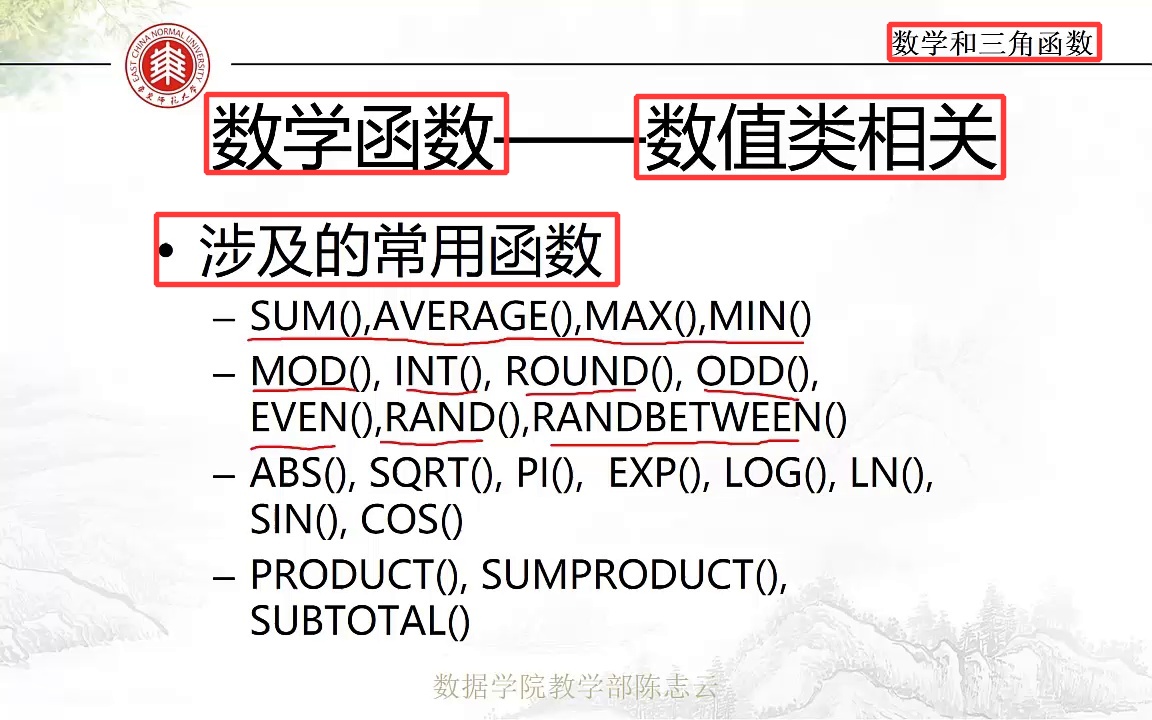 EAST CHINA NORMAL UNIVERSITY
华东师范大学
数学和三角函数
数学函数——数值类相关
• 涉及的常用函数
– SUM(),AVERAGE(),MAX(),MIN()
– MOD(), INT(), ROUND(), ODD(),
EVEN(),RAND(),RANDBETWEEN()
– ABS(), SQRT(), PI(),  EXP(), LOG(), LN(),
SIN(), COS()
– PRODUCT(), SUMPRODUCT(),
SUBTOTAL()
数据学院教学部陈志云